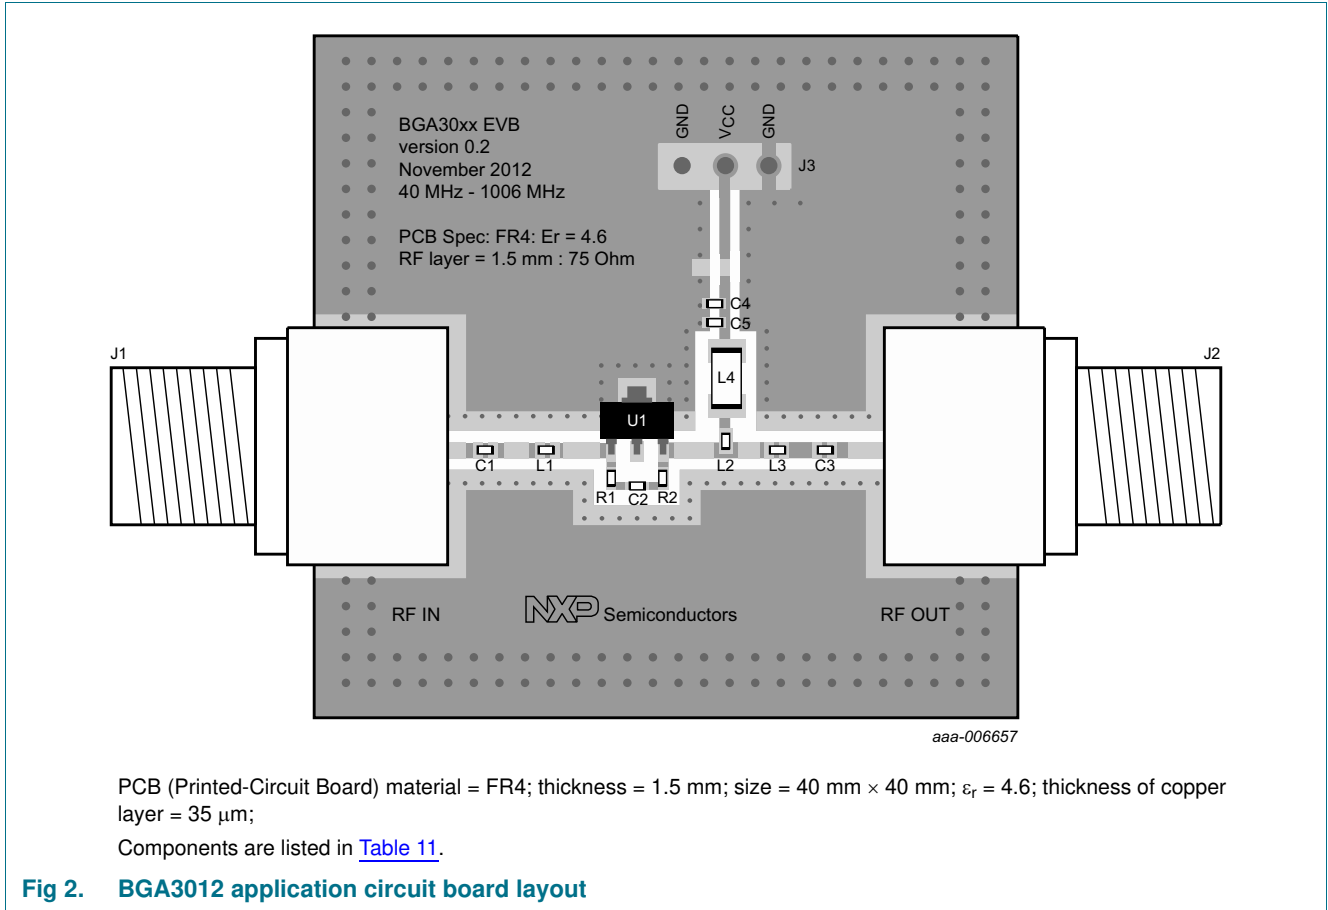 BGA30xx EVB
version 0.2
November 2012
40 MHz - 1006 MHz
PCB Spec: FR4: Er = 4.6
RF layer = 1.5 mm : 75 Ohm
GND
VCC
GND
J3
C4
C5
J1
J2
L4
U1
C1
L1
L2
L3
C3
R1
C2
R2
RF IN
NXP Semiconductors
RF OUT
aaa-006657
PCB (Printed-Circuit Board) material = FR4; thickness = 1.5 mm; size = 40 mm × 40 mm; εr = 4.6; thickness of copper
layer = 35 μm;
Components are listed in Table 11.
Fig 2. BGA3012 application circuit board layout